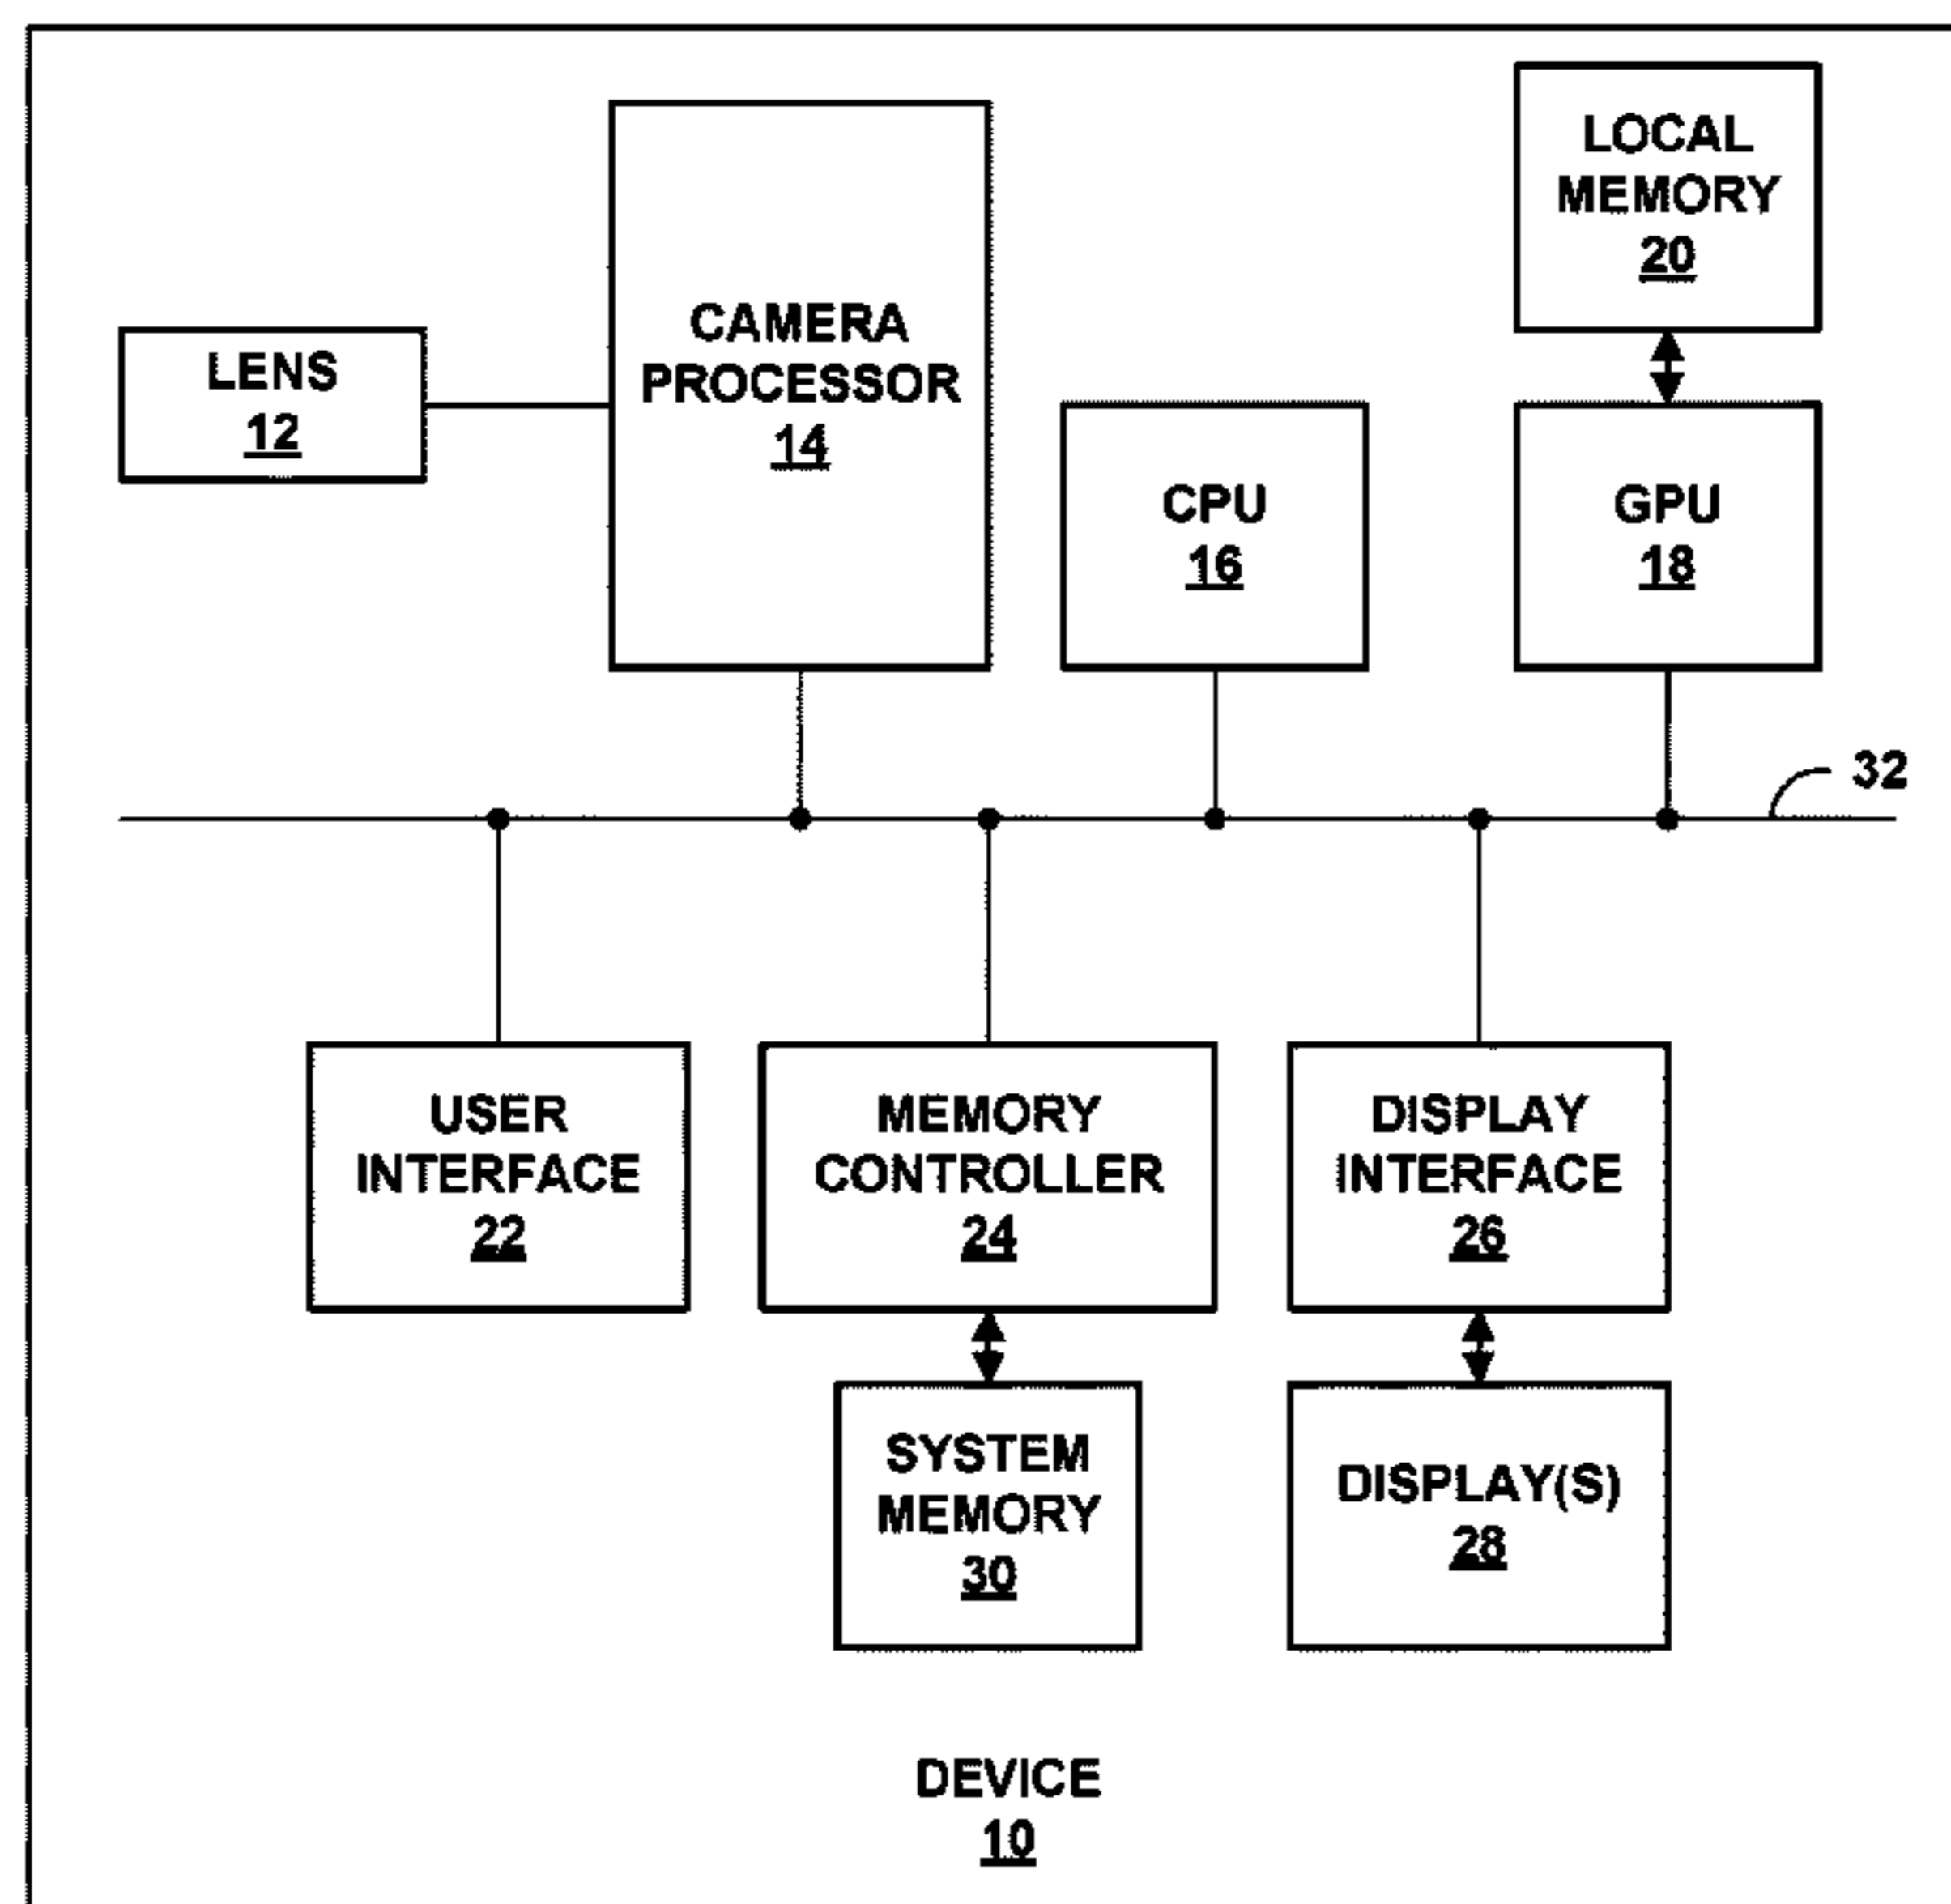 LOCAL
MEMORY
20
LENS
12
CAMERA
PROCESSOR
14
CPU
16
GPU
18
32
USER
INTERFACE
22
MEMORY
CONTROLLER
24
DISPLAY
INTERFACE
26
SYSTEM
MEMORY
30
DISPLAY(S)
28
DEVICE
10